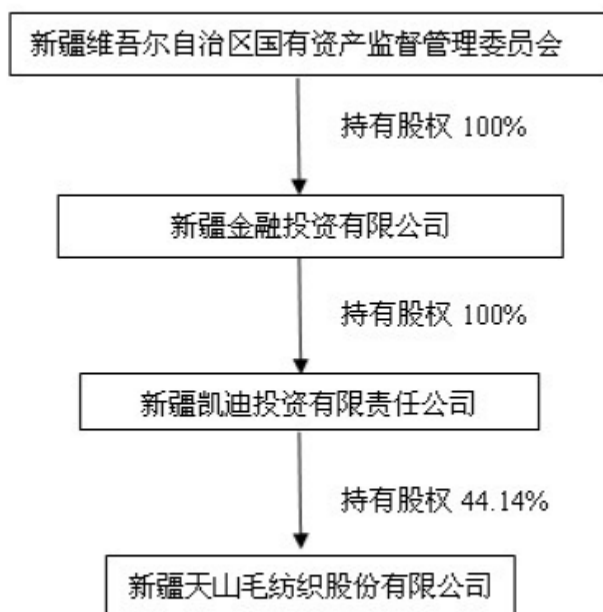 新疆维吾尔自治区国有资产监督管理委员会
持有股权 100%
新疆金融投资有限公司
持有股权 100%
新疆凯迪投资有限责任公司
持有股权 44.14%
新疆天山毛纺织股份有限公司